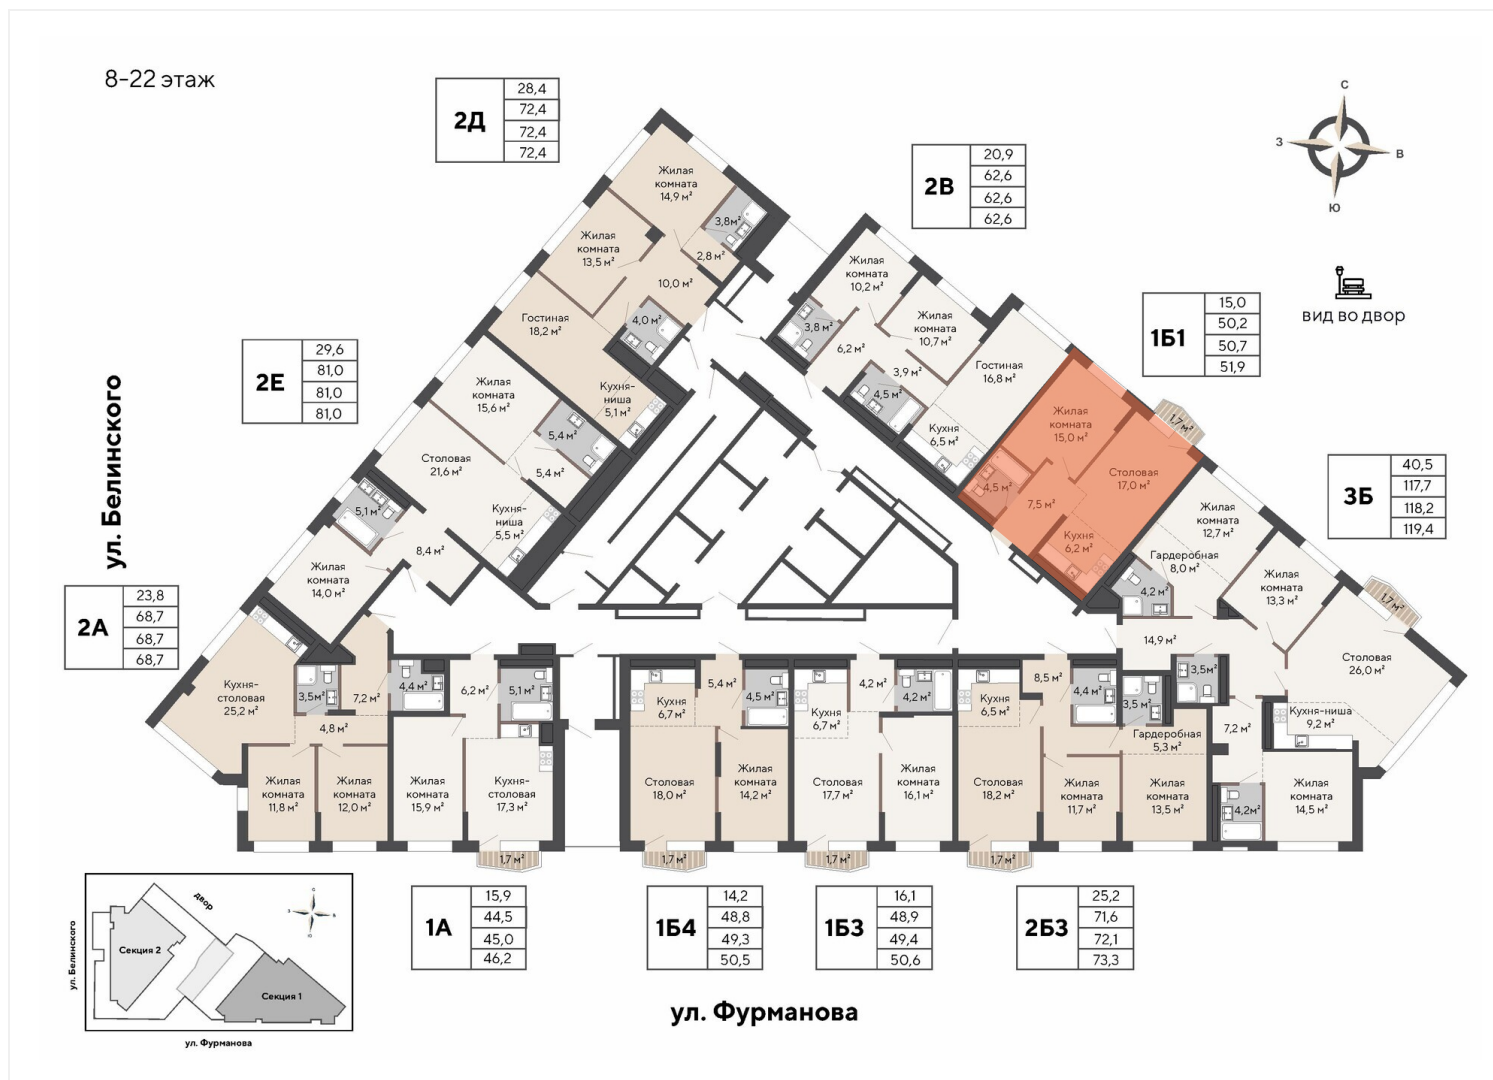 8-22 этаж
2Д
28,4
72,4
72,4
72,4
2В
20,9
62,6
62,6
62,6
С
З
В
Ю
вид во двор
1Б1
15,0
50,2
50,7
51,9
2Е
29,6
81,0
81,0
81,0
3Б
40,5
117,7
118,2
119,4
2А
23,8
68,7
68,7
68,7
ул. Белинского
Жилая
комната
14,9 м²
3,8м²
2,8 м²
Жилая
комната
13,5 м²
10,0 м²
Гостиная
18,2 м²
4,0 м²
Кухня-
ниша
5,1 м²
Жилая
комната
15,6 м²
5,4 м²
5,4 м²
Столовая
21,6 м²
Кухня-
ниша
5,5 м²
5,1 м²
8,4 м²
Жилая
комната
14,0 м²
Жилая
комната
10,2 м²
3,8 м²
6,2 м²
Жилая
комната
10,7 м²
3,9 м²
4,5 м²
Гостиная
16,8 м²
Кухня
6,5 м²
Жилая
комната
15,0 м²
1,7м²
Столовая
17,0 м²
4,5 м²
7,5 м²
Кухня
6,2 м²
Жилая
комната
12,7 м²
Гардеробная
8,0 м²
4,2 м²
Жилая
комната
13,3 м²
1,7 м²
14,9 м²
3,5м²
Столовая
26,0 м²
Кухня-ниша
9,2 м²
7,2 м²
4,2м²
Жилая
комната
14,5 м²
Кухня-
столовая
25,2 м²
3,5м²
7,2 м²
4,8 м²
4,4 м²
Жилая
комната
11,8 м²
Жилая
комната
12,0 м²
6,2 м²
5,1 м²
Жилая
комната
15,9 м²
Кухня-
столовая
17,3 м²
1,7 м²
5,4 м²
4,5 м²
Кухня
6,7 м²
Столовая
18,0 м²
Жилая
комната
14,2 м²
1,7 м²
4,2 м²
4,2 м²
Кухня
6,7 м²
Столовая
17,7 м²
Жилая
комната
16,1 м²
1,7 м²
8,5 м²
4,4 м²
Кухня
6,5 м²
3,5 м²
Гардеробная
5,3 м²
Столовая
18,2 м²
Жилая
комната
11,7 м²
Жилая
комната
13,5 м²
1,7 м²
1А
15,9
44,5
45,0
46,2
1Б4
14,2
48,8
49,3
50,5
1Б3
16,1
48,9
49,4
50,6
2Б3
25,2
71,6
72,1
73,3
ул. Фурманова
ул. Белинского
двор
Секция 2
Секция 1
ул. Фурманова